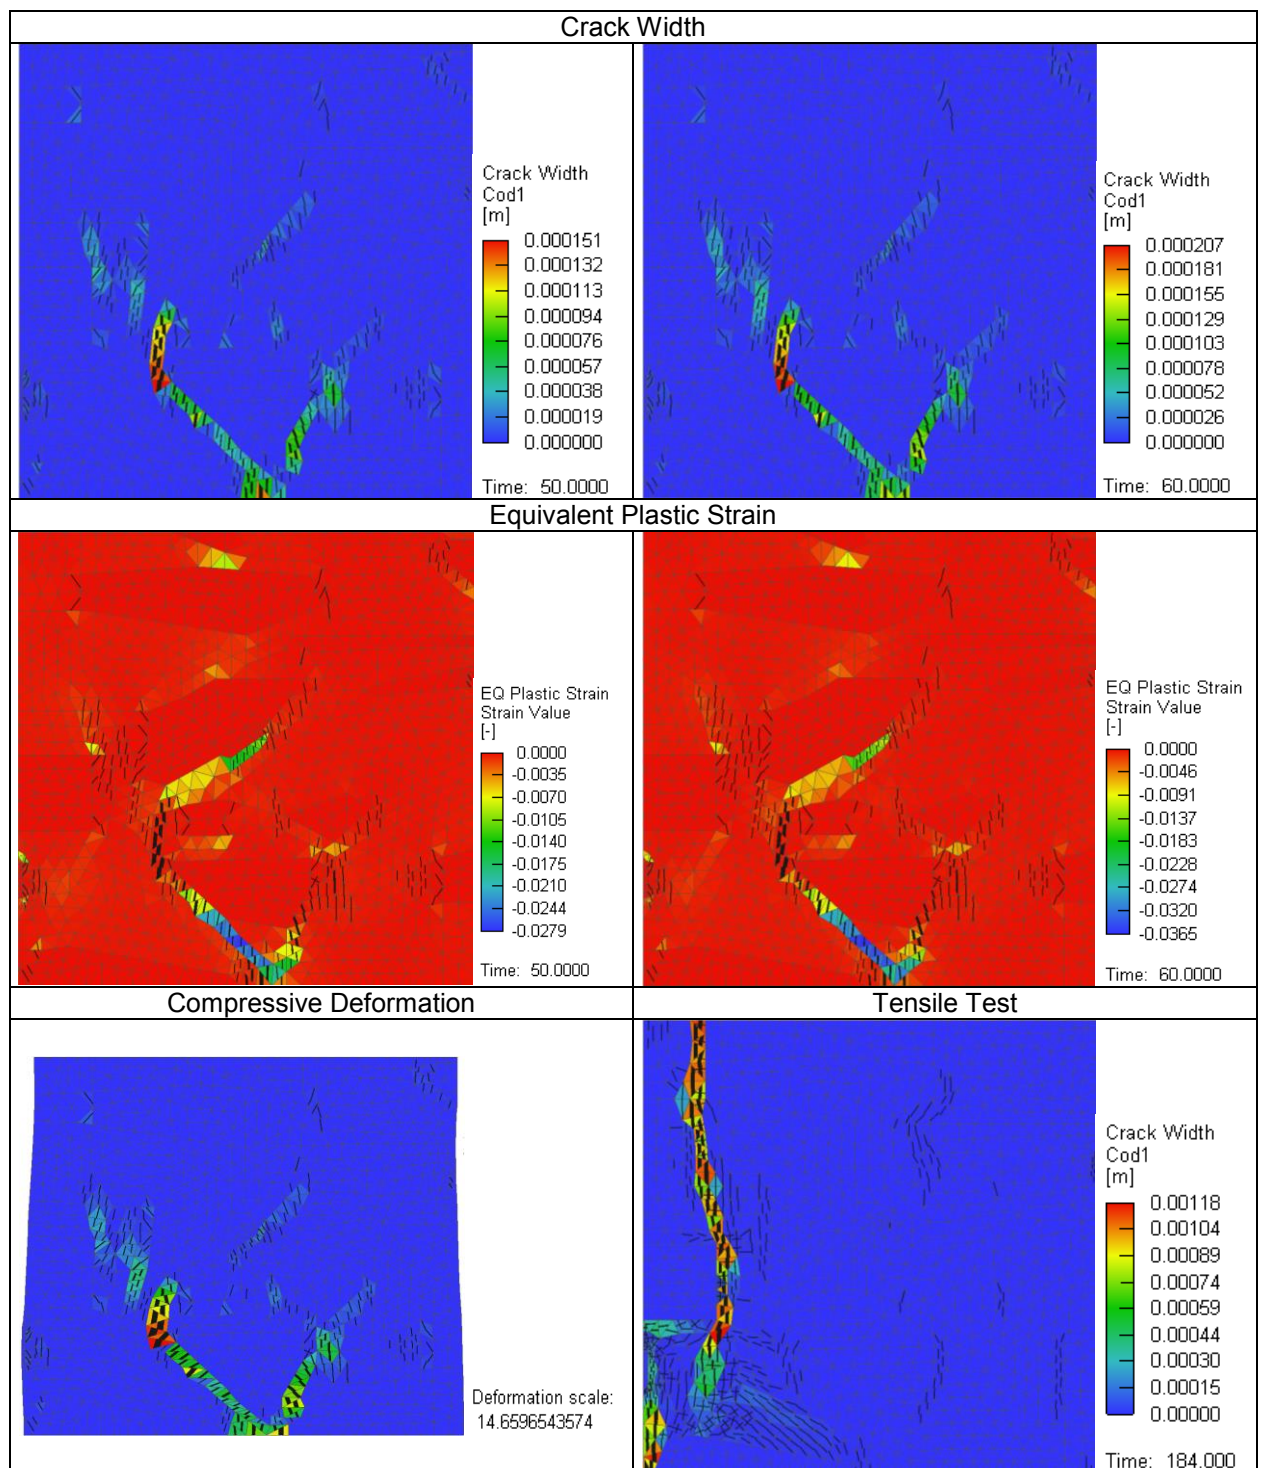 Crack Width
Crack Width
Cod1
[m]
0.000151
0.000132
0.000113
0.000094
0.000076
0.000057
0.000038
0.000019
0.000000
Time: 50.0000
Crack Width
Cod1
[m]
0.000207
0.000181
0.000155
0.000129
0.000103
0.000078
0.000052
0.000026
0.000000
Time: 60.0000
Equivalent Plastic Strain
EQ Plastic Strain
Strain Value
[-]
0.0000
-0.0035
-0.0070
-0.0105
-0.0140
-0.0175
-0.0210
-0.0244
-0.0279
Time: 50.0000
EQ Plastic Strain
Strain Value
[-]
0.0000
-0.0046
-0.0091
-0.0137
-0.0183
-0.0228
-0.0274
-0.0320
-0.0365
Time: 60.0000
Compressive Deformation
Deformation scale:
14.6596543574
Tensile Test
Crack Width
Cod1
[m]
0.00118
0.00104
0.00089
0.00074
0.00059
0.00044
0.00030
0.00015
0.00000
Time: 184.000